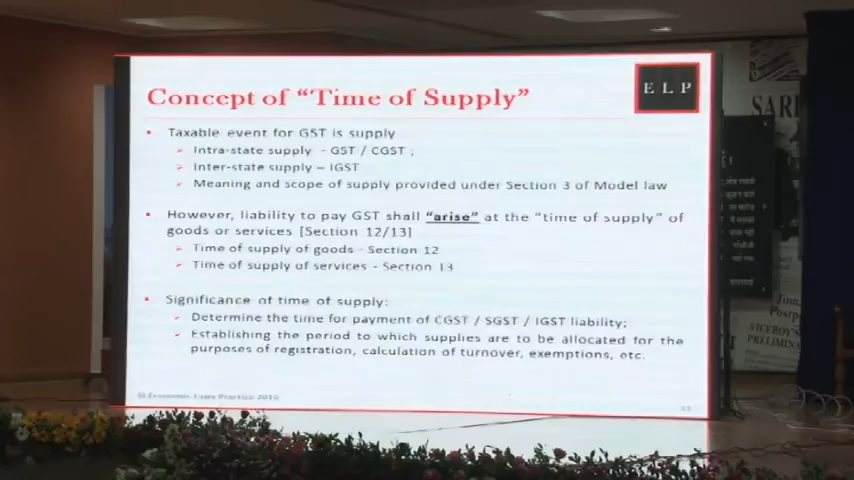 Concept of “Time of Supply”
ELP
• Taxable event for GST is supply
➢ Intra-state supply - GST / CGST ;
➢ Inter-state supply – IGST
➢ Meaning and scope of supply provided under Section 3 of Model law
• However, liability to pay GST shall “arise” at the “time of supply” of
goods or services [Section 12/13]
➢ Time of supply of goods - Section 12
➢ Time of supply of services - Section 13
• Significance of time of supply:
➢ Determine the time for payment of CGST / SGST / IGST liability;
➢ Establishing the period to which supplies are to be allocated for the
purposes of registration, calculation of turnover, exemptions, etc.
© Economic Laws Practice 2016
SARD
Jinn
Postp
VICEROY'S
PRELIMIN